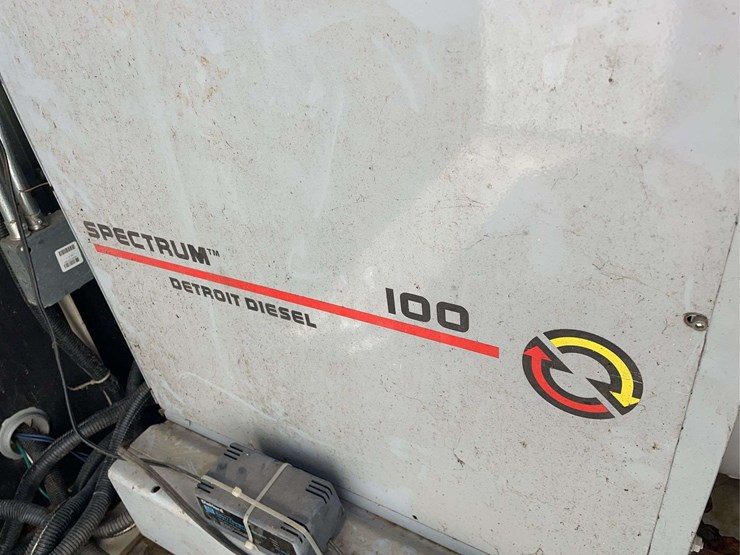 SPECTRUM™
DETROIT DIESEL
100